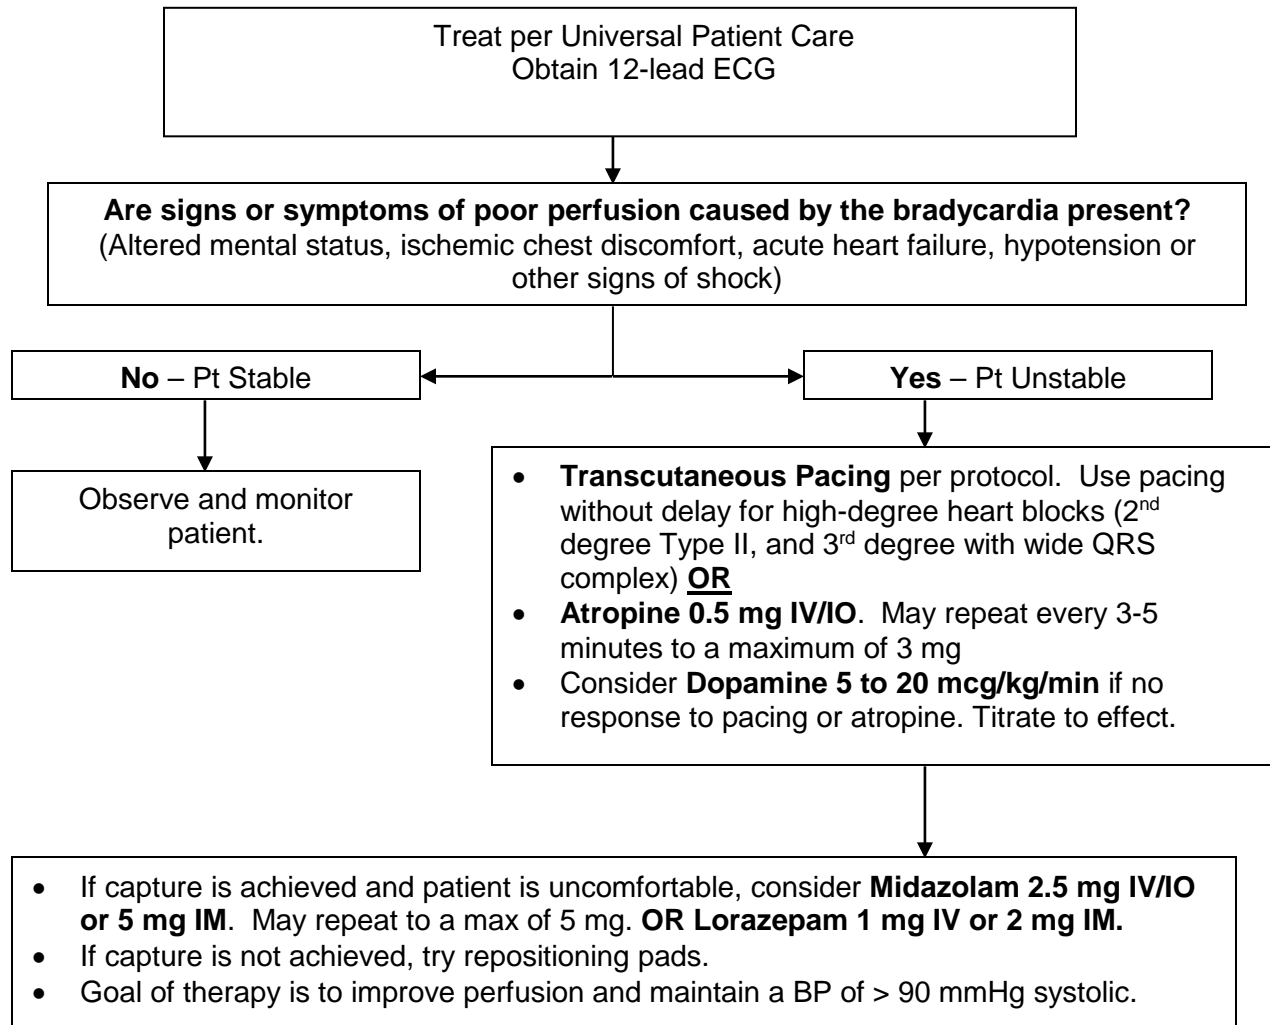 Treat per Universal Patient Care
Obtain 12-lead ECG
Are signs or symptoms of poor perfusion caused by the bradycardia present?
(Altered mental status, ischemic chest discomfort, acute heart failure, hypotension or
other signs of shock)
No – Pt Stable
Yes – Pt Unstable
Observe and monitor
patient.
• Transcutaneous Pacing per protocol. Use pacing
without delay for high-degree heart blocks (2nd
degree Type II, and 3rd degree with wide QRS
complex) OR
• Atropine 0.5 mg IV/IO. May repeat every 3-5
minutes to a maximum of 3 mg
• Consider Dopamine 5 to 20 mcg/kg/min if no
response to pacing or atropine. Titrate to effect.
• If capture is achieved and patient is uncomfortable, consider Midazolam 2.5 mg IV/IO
or 5 mg IM. May repeat to a max of 5 mg. OR Lorazepam 1 mg IV or 2 mg IM.
• If capture is not achieved, try repositioning pads.
• Goal of therapy is to improve perfusion and maintain a BP of > 90 mmHg systolic.